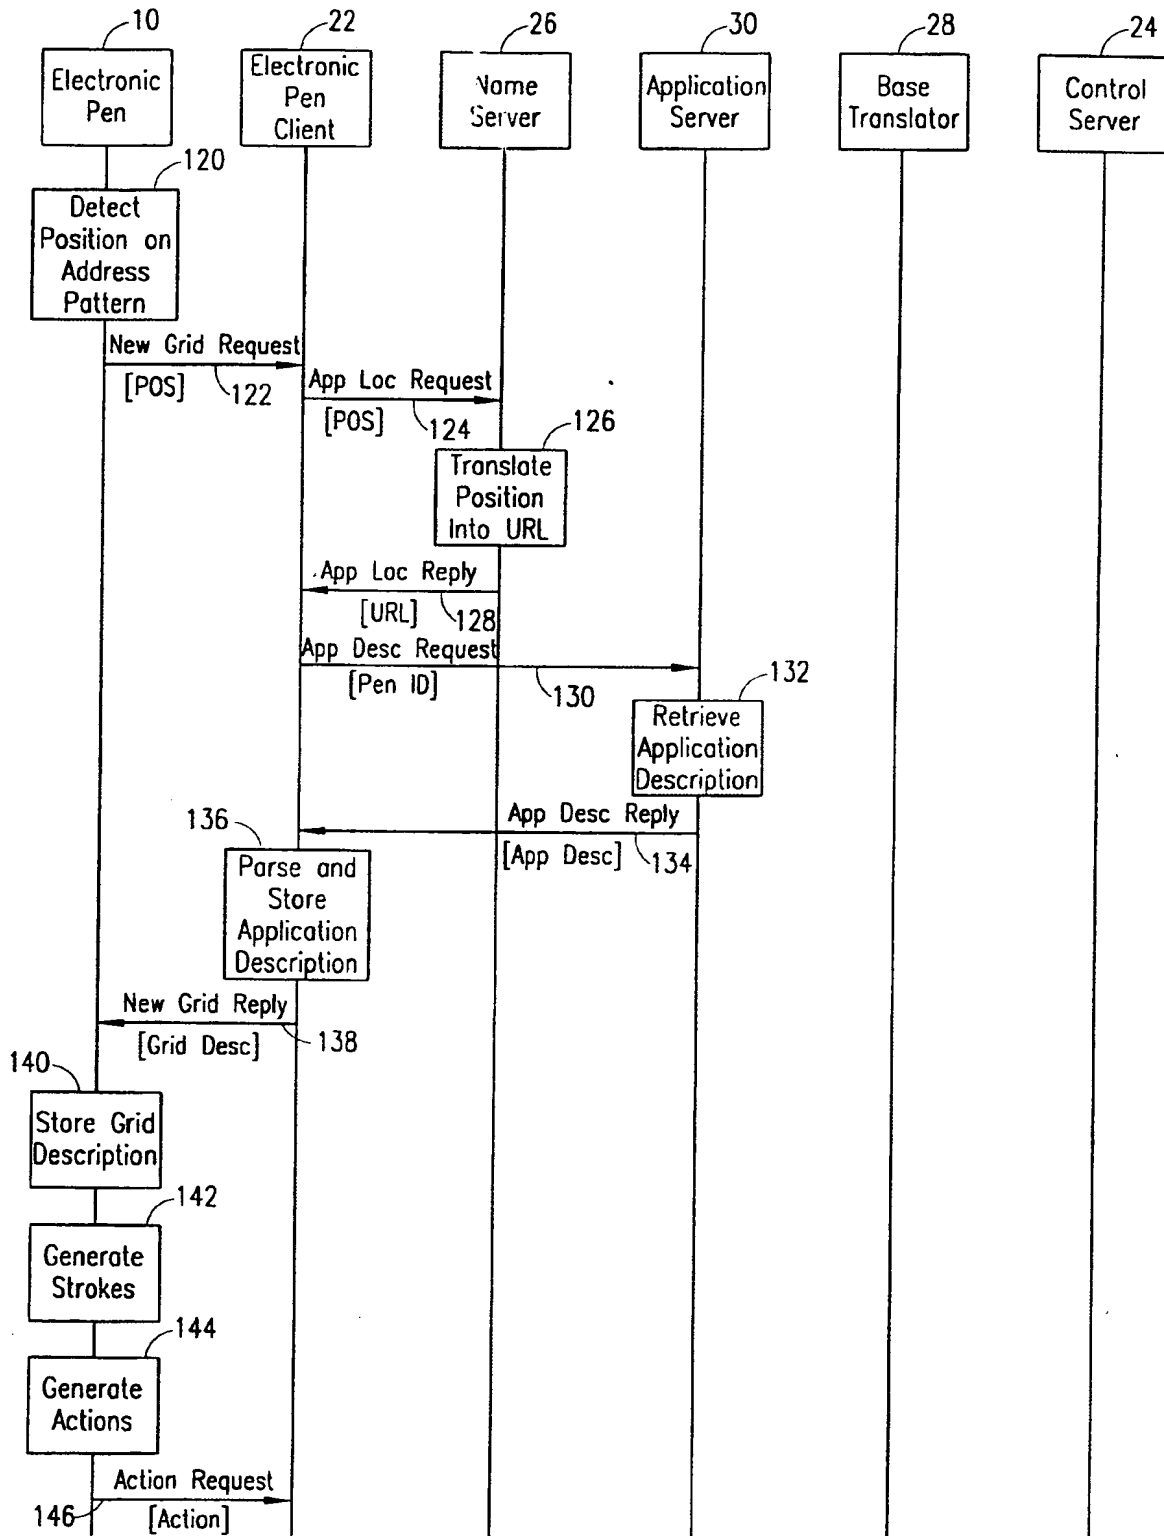 10
22
26
30
28
24
Electronic
Pen
Electronic
Pen
Client
Name
Server
Application
Server
Base
Translator
Control
Server
120
Detect
Position on
Address
Pattern
New Grid Request
[POS]
122
App Loc Request
[POS]
124
126
Translate
Position
Into URL
App Loc Reply
[URL]
128
App Desc Request
[Pen ID]
130
132
Retrieve
Application
Description
App Desc Reply
[App Desc]
134
136
Parse and
Store
Application
Description
New Grid Reply
[Grid Desc]
138
140
Store Grid
Description
142
Generate
Strokes
144
Generate
Actions
Action Request
146
[Action]